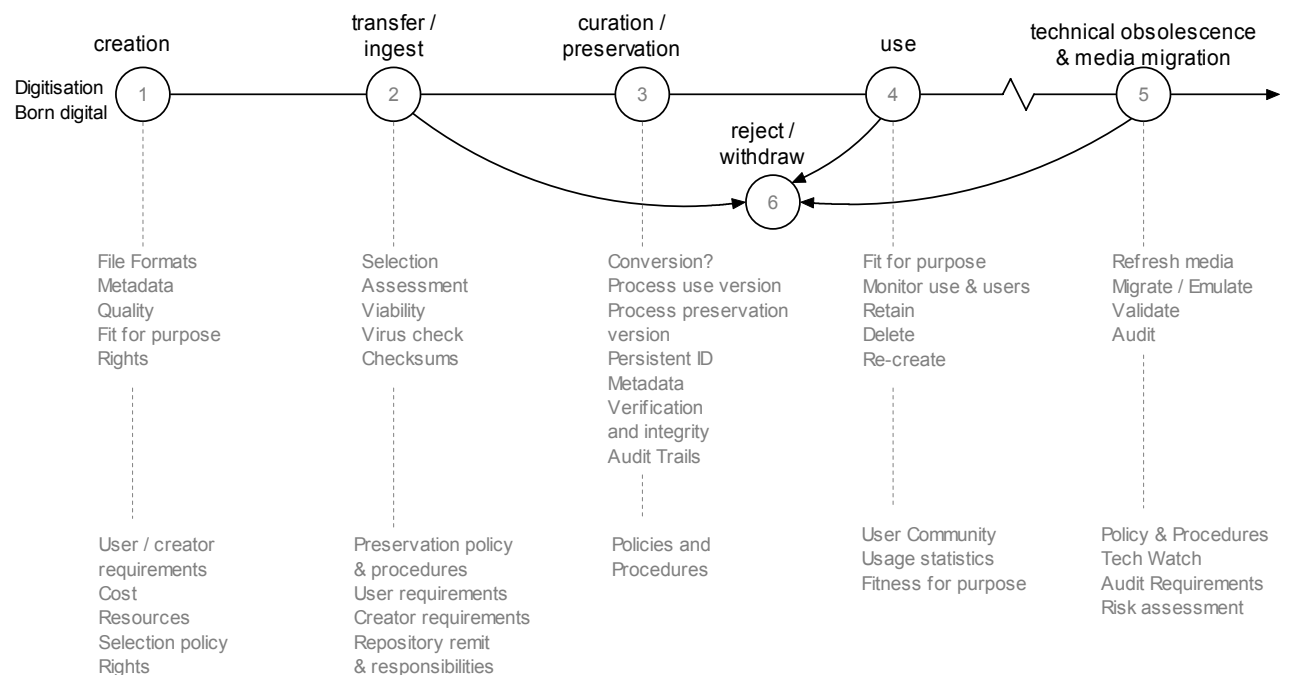 creation
transfer /
ingest
curation /
preservation
use
technical obsolescence
& media migration
Digitisation
Born digital
1
2
3
4
5
reject /
withdraw
6
File Formats
Metadata
Quality
Fit for purpose
Rights
Selection
Assessment
Viability
Virus check
Checksums
Conversion?
Process use version
Process preservation
version
Persistent ID
Metadata
Verification
and integrity
Audit Trails
Fit for purpose
Monitor use & users
Retain
Delete
Re-create
Refresh media
Migrate / Emulate
Validate
Audit
User / creator
requirements
Cost
Resources
Selection policy
Rights
Preservation policy
& procedures
User requirements
Creator requirements
Repository remit
& responsibilities
Policies and
Procedures
User Community
Usage statistics
Fitness for purpose
Policy & Procedures
Tech Watch
Audit Requirements
Risk assessment